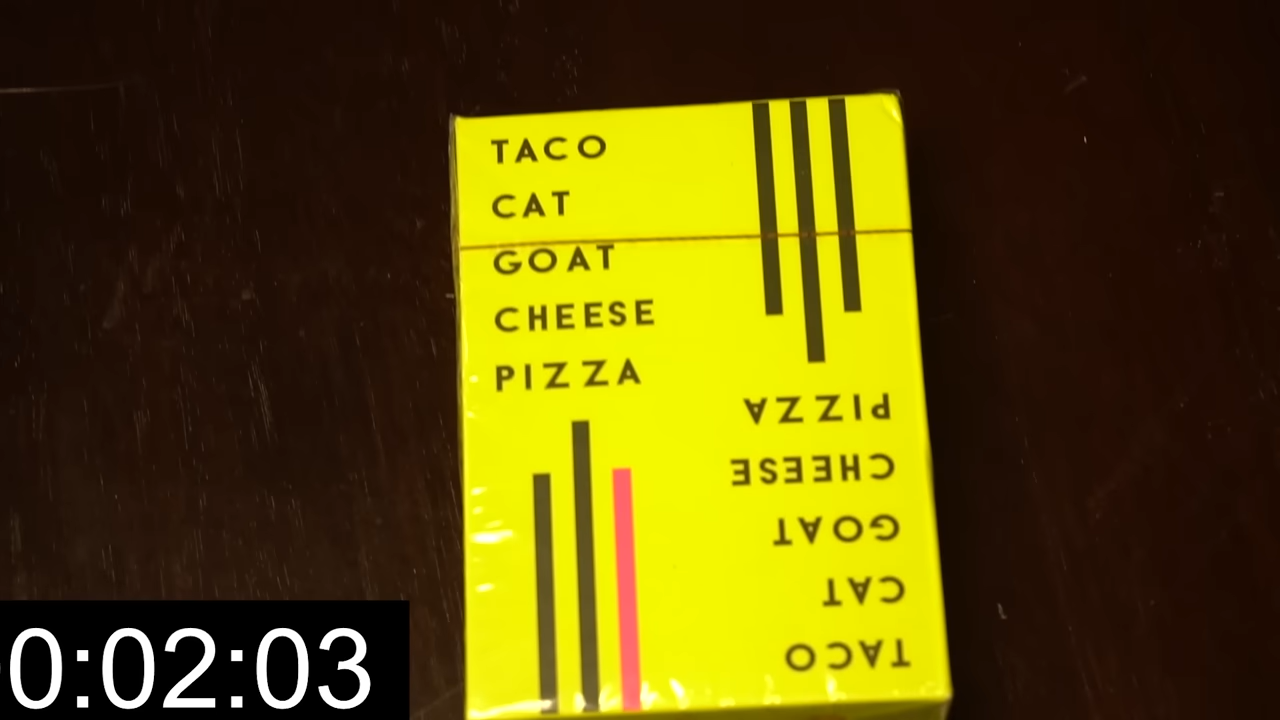 TACO
CAT
GOAT
CHEESE
PIZZA
PIZZA
CHEESE
GOAT
CAT
TACO
0:02:03